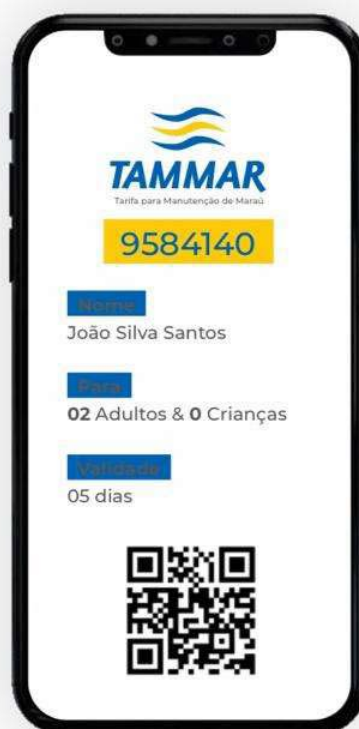 TAMMAR
Tarifa para Manutenção de Maraú
9584140
Nome
João Silva Santos
Para
02 Adultos & 0 Crianças
Validade
05 dias